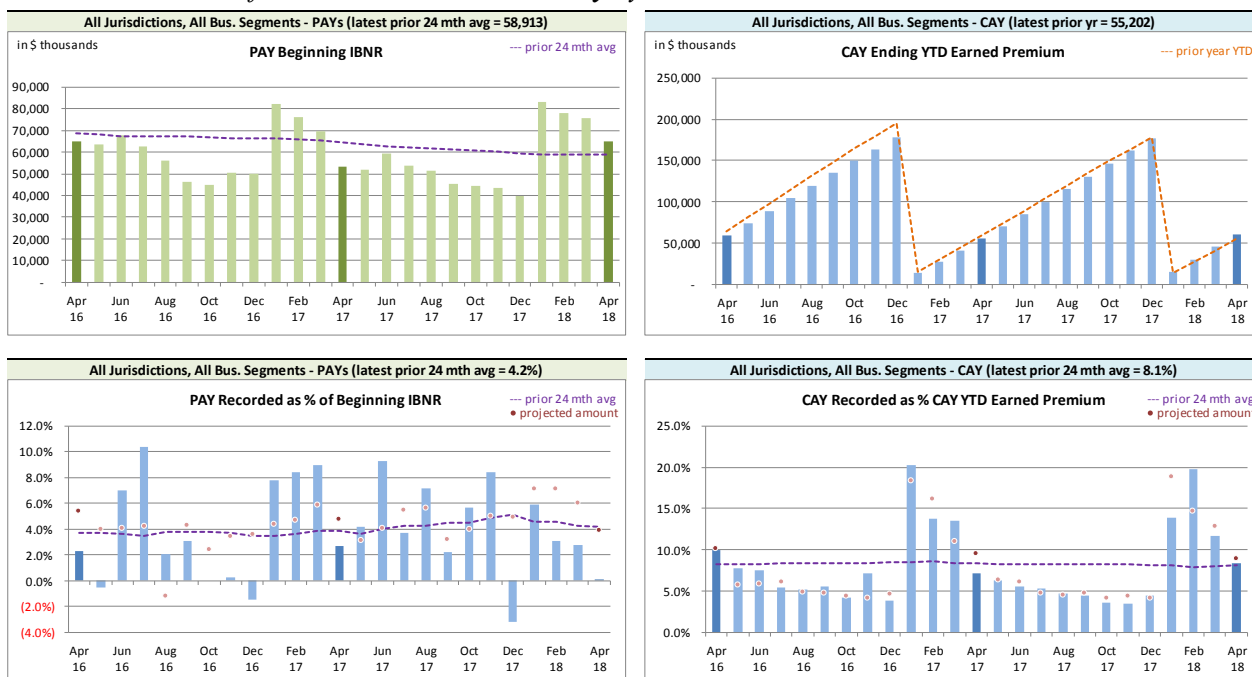 All Jurisdictions, All Bus. Segments - PAYs (latest prior 24 mth avg = 58,913)
in $ thousands
PAY Beginning IBNR
--- prior 24 mth avg
90,000
80,000
70,000
60,000
50,000
40,000
30,000
20,000
10,000
-
Apr Jun Aug Oct Dec Feb Apr Jun Aug Oct Dec Feb Apr
16 16 16 16 16 17 17 17 17 17 17 18 18
All Jurisdictions, All Bus. Segments - CAY (latest prior yr = 55,202)
in $ thousands
CAY Ending YTD Earned Premium
--- prior year YTD
250,000
200,000
150,000
100,000
50,000
-
Apr Jun Aug Oct Dec Feb Apr Jun Aug Oct Dec Feb Apr
16 16 16 16 16 17 17 17 17 17 17 18 18
All Jurisdictions, All Bus. Segments - PAYs (latest prior 24 mth avg = 4.2%)
PAY Recorded as % of Beginning IBNR
--- prior 24 mth avg
• projected amount
12.0%
10.0%
8.0%
6.0%
4.0%
2.0%
0.0%
(2.0%)
(4.0%)
Apr Jun Aug Oct Dec Feb Apr Jun Aug Oct Dec Feb Apr
16 16 16 16 16 17 17 17 17 17 17 18 18
All Jurisdictions, All Bus. Segments - CAY (latest prior 24 mth avg = 8.1%)
CAY Recorded as % CAY YTD Earned Premium
--- prior 24 mth avg
• projected amount
25.0%
20.0%
15.0%
10.0%
5.0%
0.0%
Apr Jun Aug Oct Dec Feb Apr Jun Aug Oct Dec Feb Apr
16 16 16 16 16 17 17 17 17 17 17 18 18